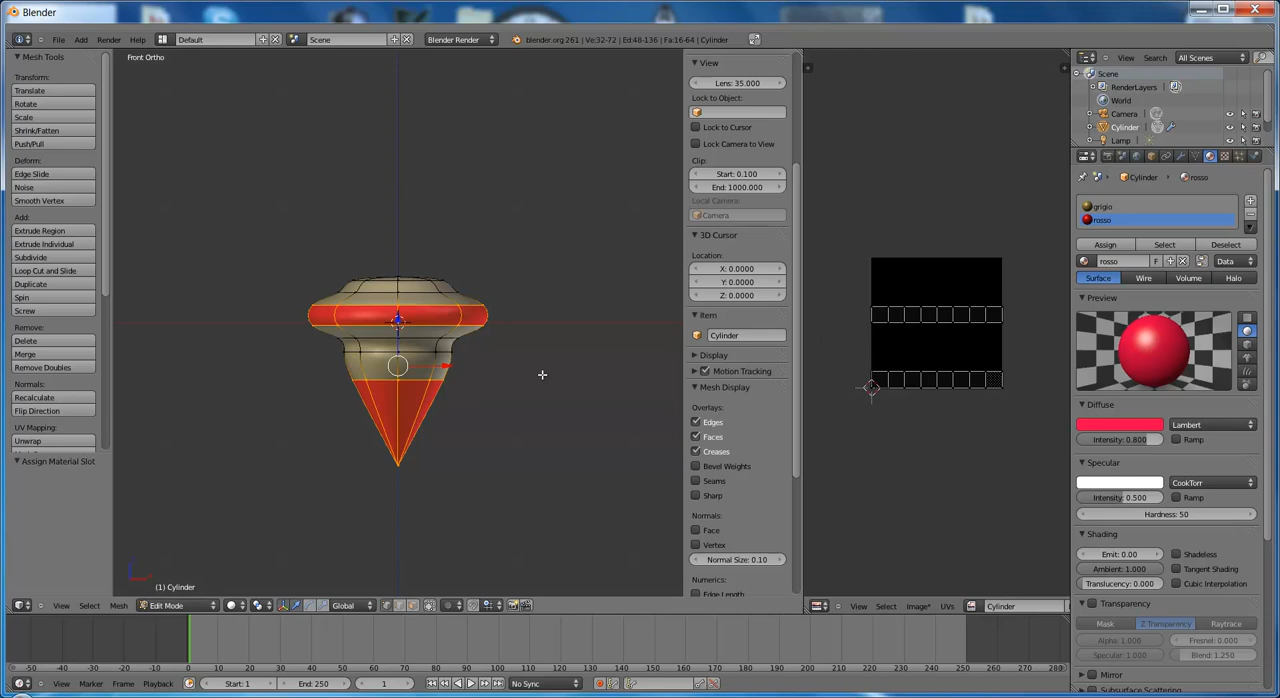 Blender
File Add Render Help Default Scene Blender Render blender.org 261 | Ve:32-72 | Ed:48-136 | Fa:16-64 | Cylinder
Mesh Tools
Transform:
Translate
Rotate
Scale
Shrink/Fatten
Push/Pull
Deform:
Edge Slide
Noise
Smooth Vertex
Add:
Extrude Region
Extrude Individual
Subdivide
Loop Cut and Slide
Duplicate
Spin
Screw
Remove:
Delete
Merge
Remove Doubles
Normals:
Recalculate
Flip Direction
UV Mapping:
Unwrap
Assign Material Slot
Front Ortho
(1) Cylinder
View
Lens: 35.000
Lock to Object:
Lock to Cursor
Lock Camera to View
Clip:
Start: 0.100
End: 1000.000
Local Camera:
Camera
3D Cursor
Location:
X: 0.0000
Y: 0.0000
Z: 0.0000
Item
Cylinder
Display
Motion Tracking
Mesh Display
Overlays:
Edges
Faces
Creases
Bevel Weights
Seams
Sharp
Normals:
Face
Vertex
Normal Size: 0.10
Numerics:
Edge Length
View Search All Scenes
Scene
RenderLayers
World
Camera
Cylinder
Lamp
Cylinder rosso
grigio
rosso
Assign Select Deselect
rosso F Data
Surface Wire Volume Halo
Preview
Diffuse
Lambert
Intensity: 0.800 Ramp
Specular
CookTorr
Intensity: 0.500 Ramp
Hardness: 50
Shading
Emit: 0.00 Shadeless
Ambient: 1.000 Tangent Shading
Translucency: 0.000 Cubic Interpolation
Transparency
Mask Z Transparency Raytrace
Alpha: 1.000 Fresnel: 0.000
Specular: 1.000 Blend: 1.250
Mirror
Subsurface Scattering
View Select Mesh Edit Mode Global
View Select Image* UVs Cylinder
-50 -40 -30 -20 -10 0 10 20 30 40 50 60 70 80 90 100 110 120 130 140 150 160 170 180 190 200 210 220 230 240 250 260 270 280
View Marker Frame Playback Start: 1 End: 250 1 No Sync